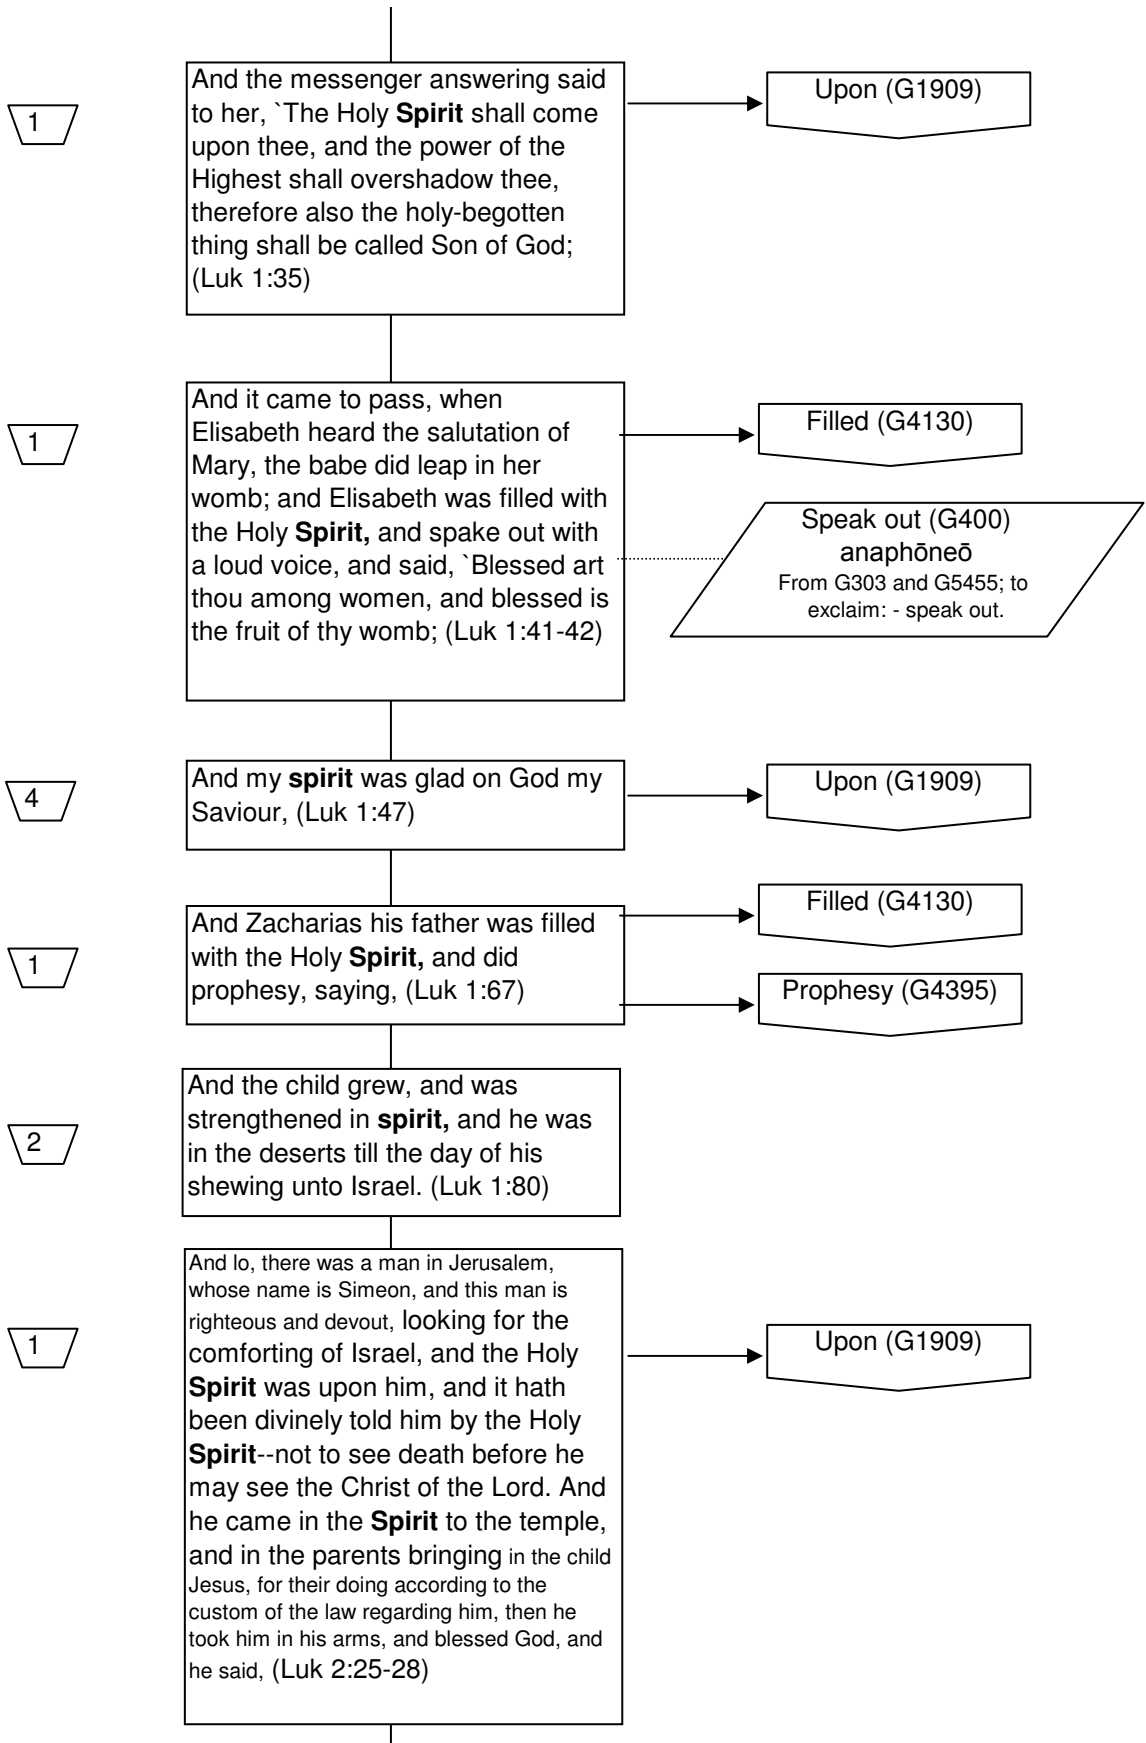 1
And the messenger answering said
to her, `The Holy Spirit shall come
upon thee, and the power of the
Highest shall overshadow thee,
therefore also the holy-begotten
thing shall be called Son of God;
(Luk 1:35)
Upon (G1909)
1
And it came to pass, when
Elisabeth heard the salutation of
Mary, the babe did leap in her
womb; and Elisabeth was filled with
the Holy Spirit, and spake out with
a loud voice, and said, `Blessed art
thou among women, and blessed is
the fruit of thy womb; (Luk 1:41-42)
Filled (G4130)
Speak out (G400)
anaphōneō
From G303 and G5455; to
exclaim: - speak out.
4
And my spirit was glad on God my
Saviour, (Luk 1:47)
Upon (G1909)
1
And Zacharias his father was filled
with the Holy Spirit, and did
prophesy, saying, (Luk 1:67)
Filled (G4130)
Prophesy (G4395)
2
And the child grew, and was
strengthened in spirit, and he was
in the deserts till the day of his
shewing unto Israel. (Luk 1:80)
1
And lo, there was a man in Jerusalem,
whose name is Simeon, and this man is
righteous and devout, looking for the
comforting of Israel, and the Holy
Spirit was upon him, and it hath
been divinely told him by the Holy
Spirit--not to see death before he
may see the Christ of the Lord. And
he came in the Spirit to the temple,
and in the parents bringing in the child
Jesus, for their doing according to the
custom of the law regarding him, then he
took him in his arms, and blessed God, and
he said, (Luk 2:25-28)
Upon (G1909)